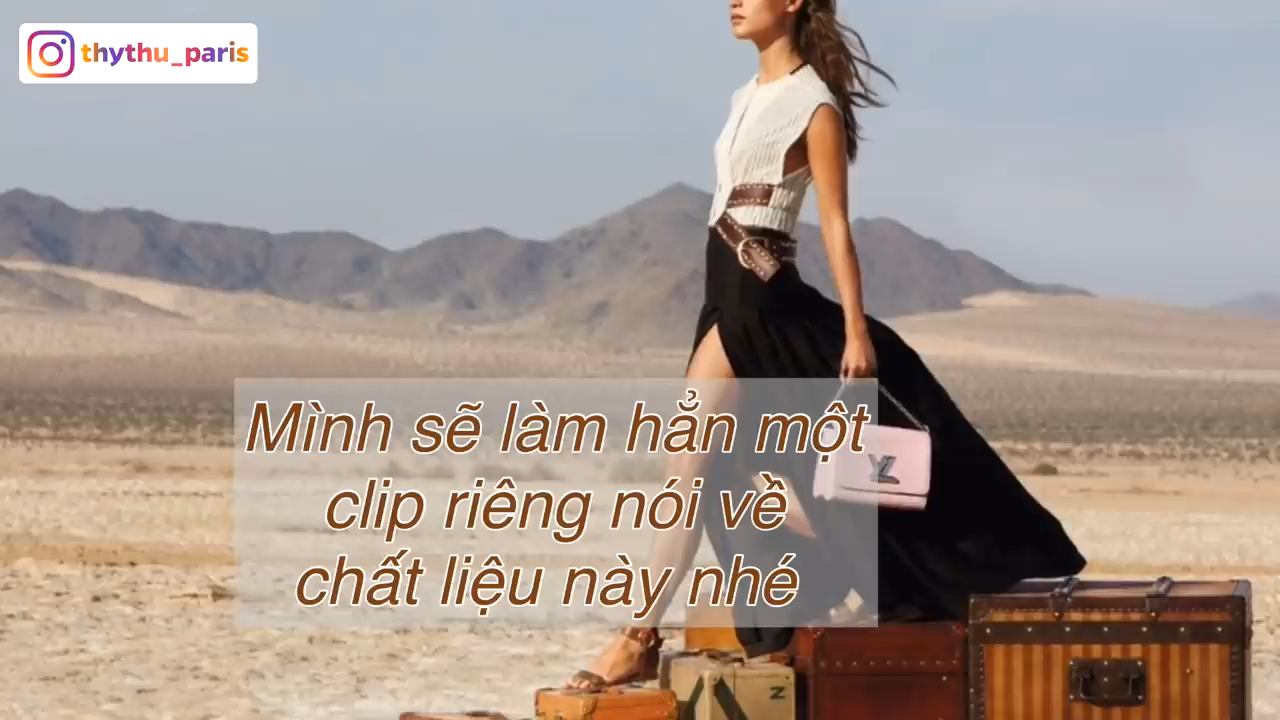 thythu_paris
Mình sẽ làm hẳn một
clip riêng nói về
chất liệu này nhé
LV